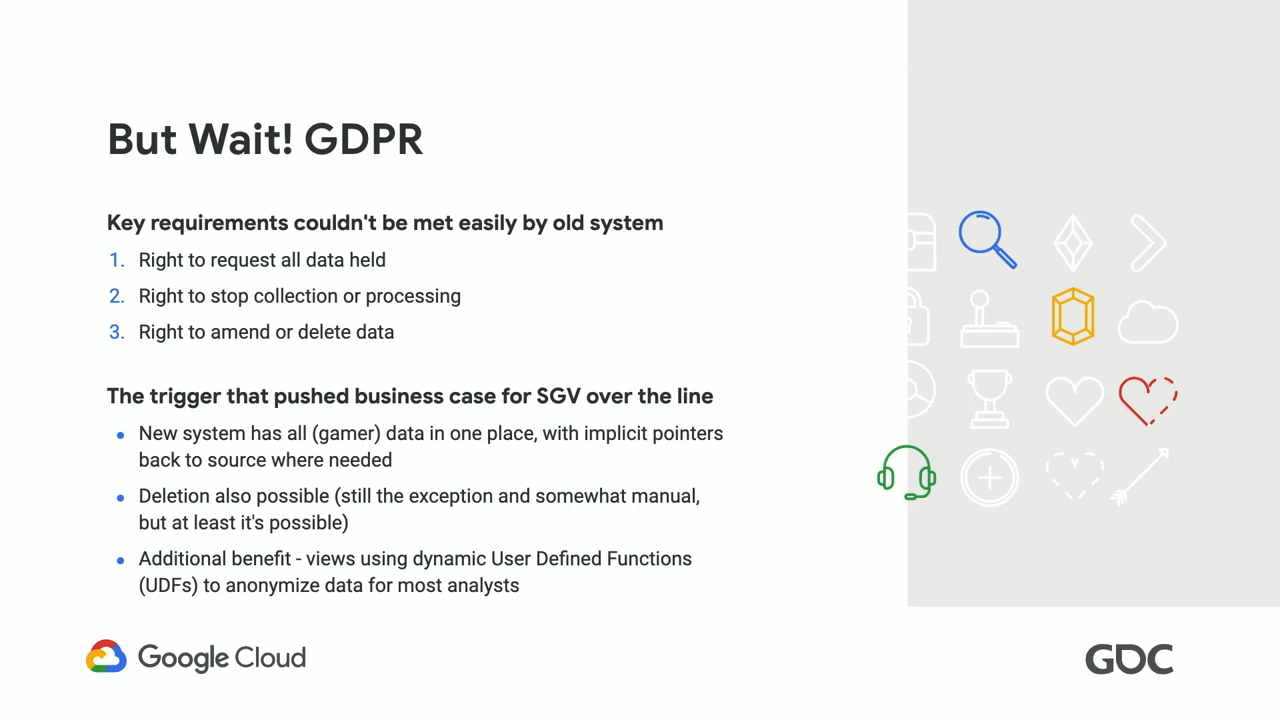 But Wait! GDPR
Key requirements couldn't be met easily by old system
1. Right to request all data held
2. Right to stop collection or processing
3. Right to amend or delete data
The trigger that pushed business case for SGV over the line
• New system has all (gamer) data in one place, with implicit pointers
back to source where needed
• Deletion also possible (still the exception and somewhat manual,
but at least it's possible)
• Additional benefit - views using dynamic User Defined Functions
(UDFs) to anonymize data for most analysts
Google Cloud
GDC